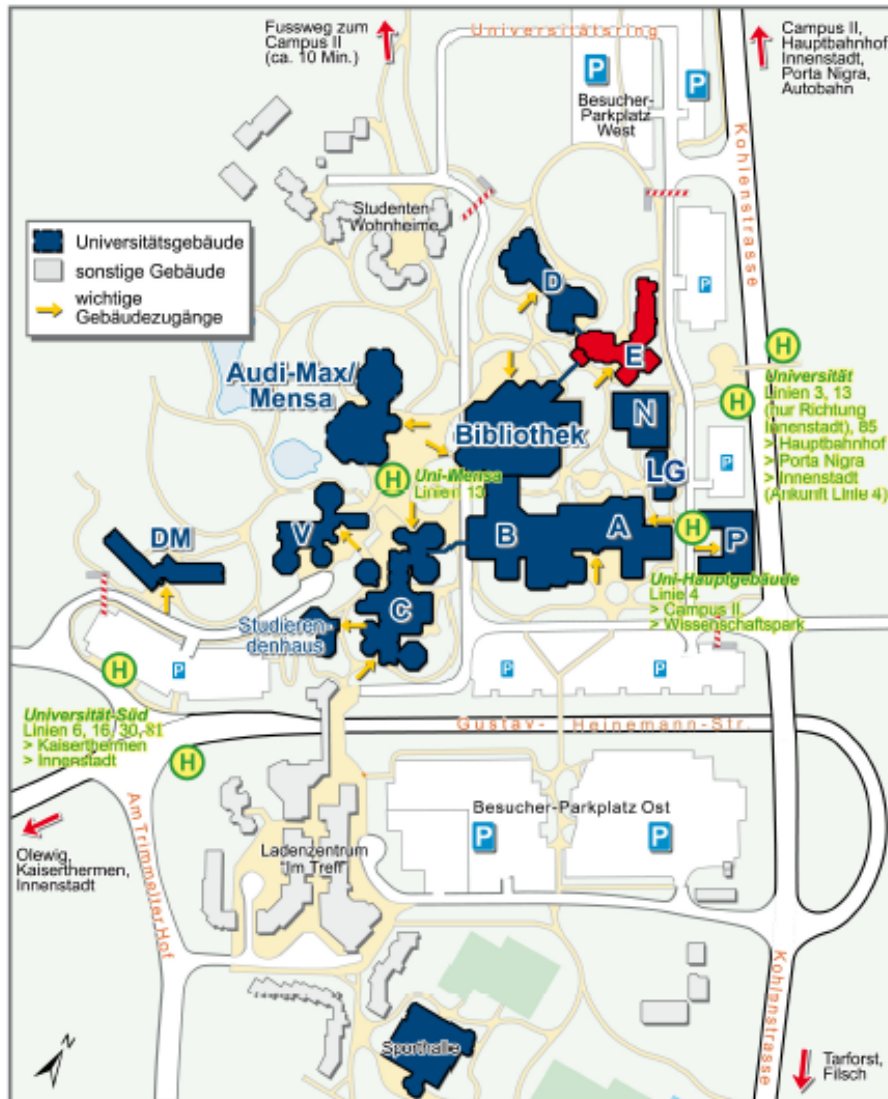 Fussweg zum
Campus II
(ca. 10 Min.)
Universitätsring
Campus II,
Hauptbahnhof
Innenstadt,
Porta Nigra,
Autobahn
P
P
Besucher-
Parkplatz
West
Kohlenstrasse
Studenten-
Wohnheime
Universitätsgebäude
sonstige Gebäude
wichtige
Gebäudezugänge
D
P
E
H
Audi-Max/
Mensa
Universität
Linien 3, 13
(nur Richtung
Innenstadt), 85
> Hauptbahnhof
> Porta Nigra
> Innenstadt
(Ankunft Linie 4)
H
N
Bibliothek
P
LG
H
Uni-Mensa
Linien 13
DM
V
B
A
H
P
Uni-Hauptgebäude
Linie 4
> Campus II,
> Wissenschaftspark
C
Studieren-
denhaus
P
P
P
H
Universität-Süd
Linien 6, 16, 30, 81
> Kaiserthermen
> Innenstadt
Gustav- Heinemann-Str.
H
Am Trimmelter Hof
Besucher-Parkplatz Ost
P
P
Olewig,
Kaiserthermen,
Innenstadt
Ladenzentrum
"Im Treff"
Kohlenstrasse
N
Sporthalle
Tarforst,
Filsch